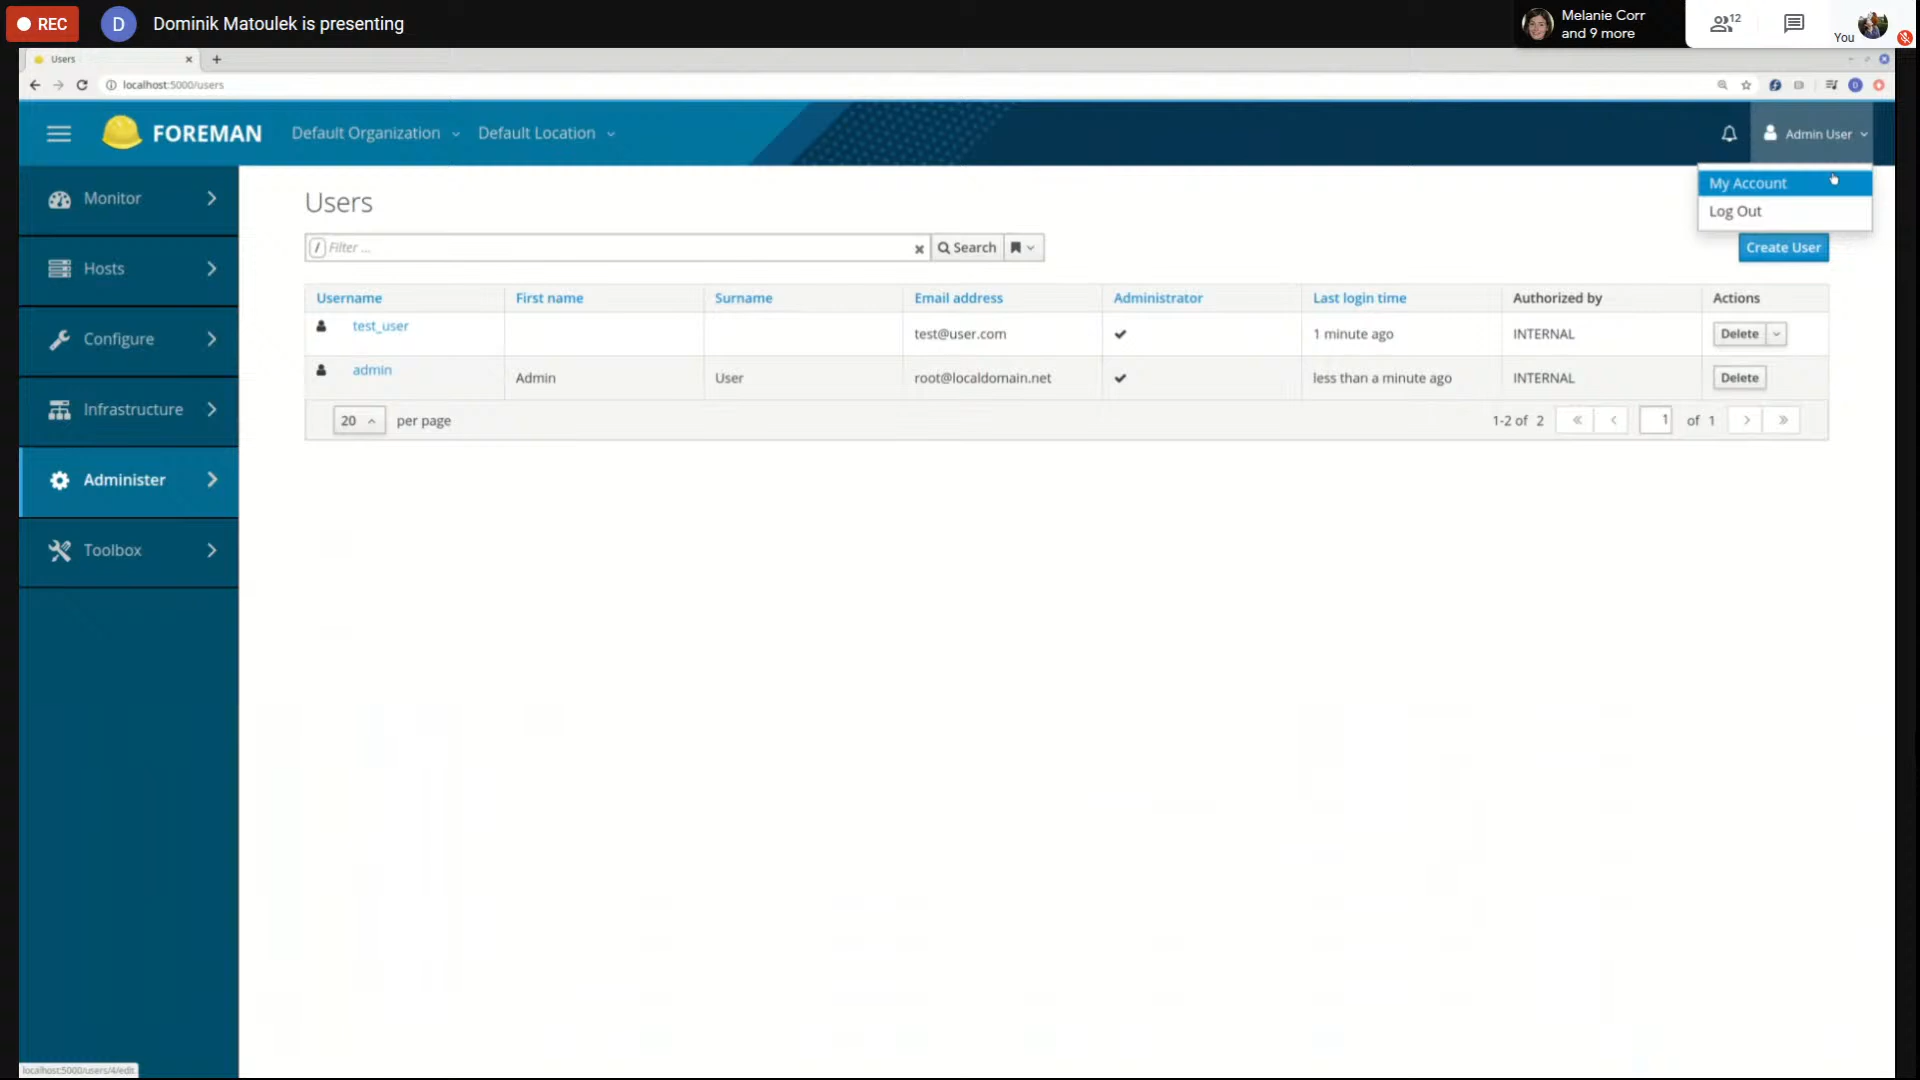 REC
D
Dominik Matoulek is presenting
Melanie Corr
and 9 more
12
You
Users
localhost:5000/users
D
FOREMAN
Default Organization
Default Location
Admin User
My Account
Log Out
Monitor
Hosts
Configure
Infrastructure
Administer
Toolbox
Users
/ Filter ...
Search
Create User
Username First name Surname Email address Administrator Last login time Authorized by Actions
test_user test@user.com 1 minute ago INTERNAL Delete
admin Admin User root@localdomain.net less than a minute ago INTERNAL Delete
20 per page 1-2 of 2 « < 1 of 1 > »
localhost:5000/users/4/edit